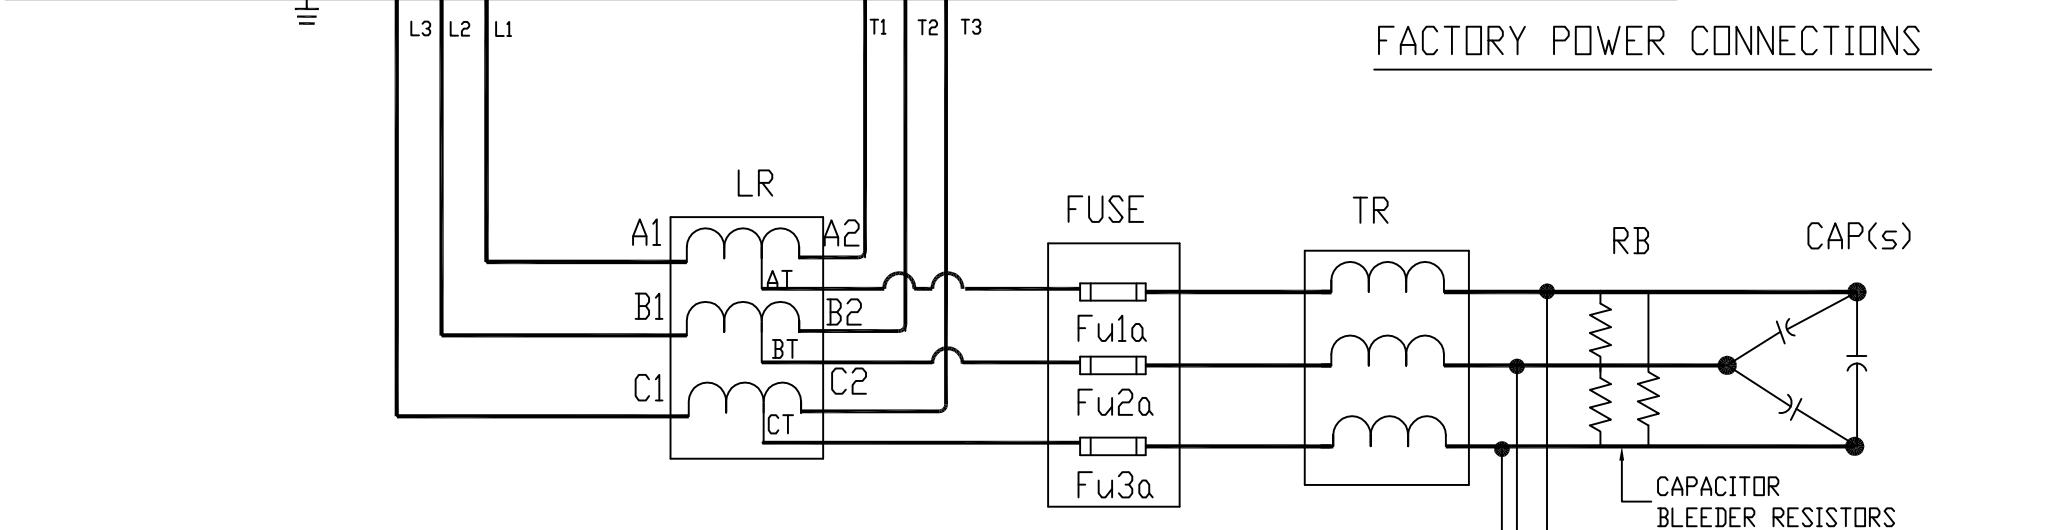 L3 L2 L1 T1 T2 T3
FACTORY POWER CONNECTIONS
LR
FUSE
TR
RB
CAP(s)
A1
A2
AT
B1
B2
Fu1a
BT
C1
C2
Fu2a
CT
Fu3a
CAPACITOR
BLEEDER RESISTORS